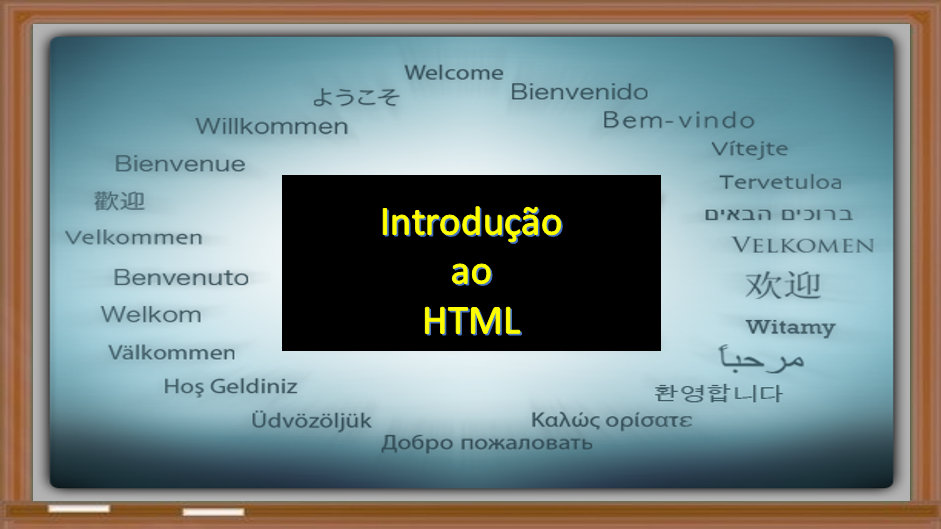 Welcome
ようこそ
Bienvenido
Willkommen
Bem-vindo
Bienvenue
Vítejte
歡迎
Tervetuloa
Velkommen
ברוכים הבאים
VELKOMEN
Benvenuto
欢迎
Welkom
Witamy
Välkommen
مرحباً
Hoş Geldiniz
환영합니다
Üdvözöljük
Καλώς ορίσατε
Добро пожаловать
Introdução
ao
HTML